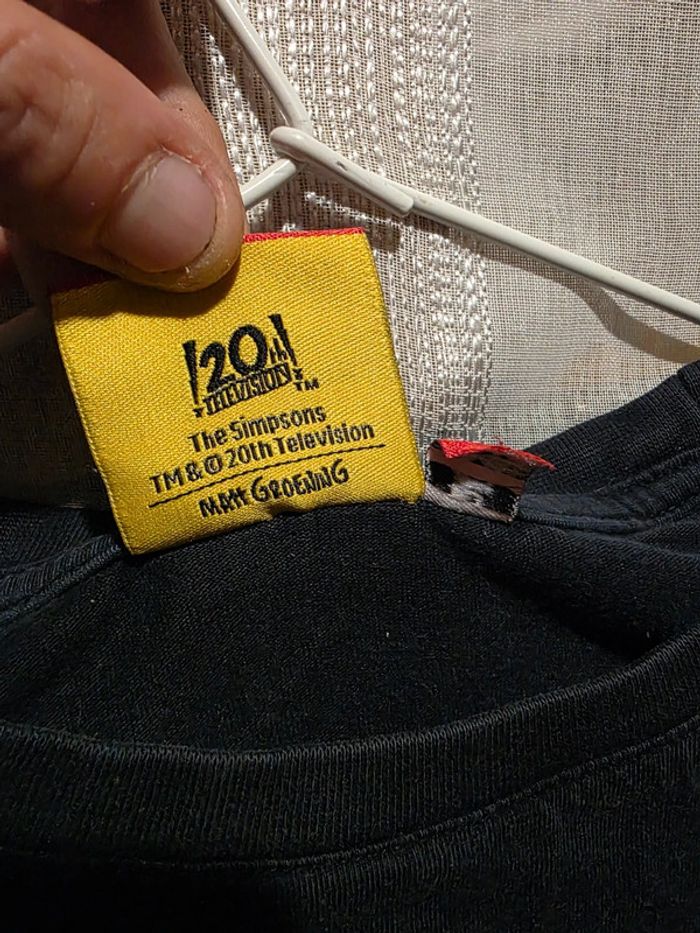 20th
TELEVISION TM
The Simpsons
TM & © 20th Television
MATT GROENING